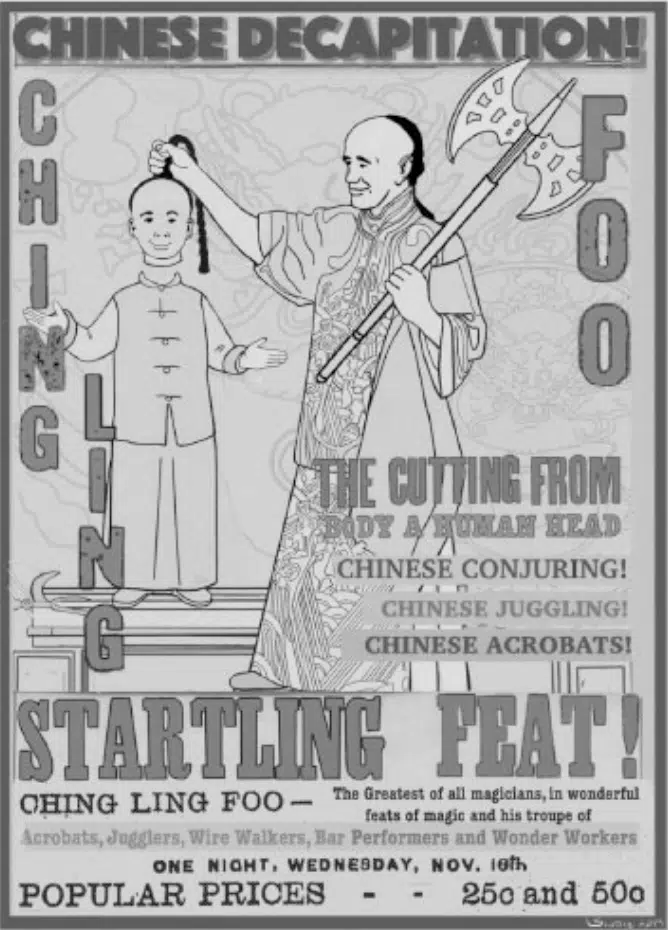 CHINESE DECAPITATION!
CHING
LING
FOO
THE CUTTING FROM
BODY A HUMAN HEAD
CHINESE CONJURING!
CHINESE JUGGLING!
CHINESE ACROBATS!
STARTLING FEAT!
CHING LING FOO — The Greatest of all magicians, in wonderful
feats of magic and his troupe of
Acrobats, Jugglers, Wire Walkers, Bar Performers and Wonder Workers
ONE NIGHT, WEDNESDAY, NOV. 16th
POPULAR PRICES - - 25c and 50c